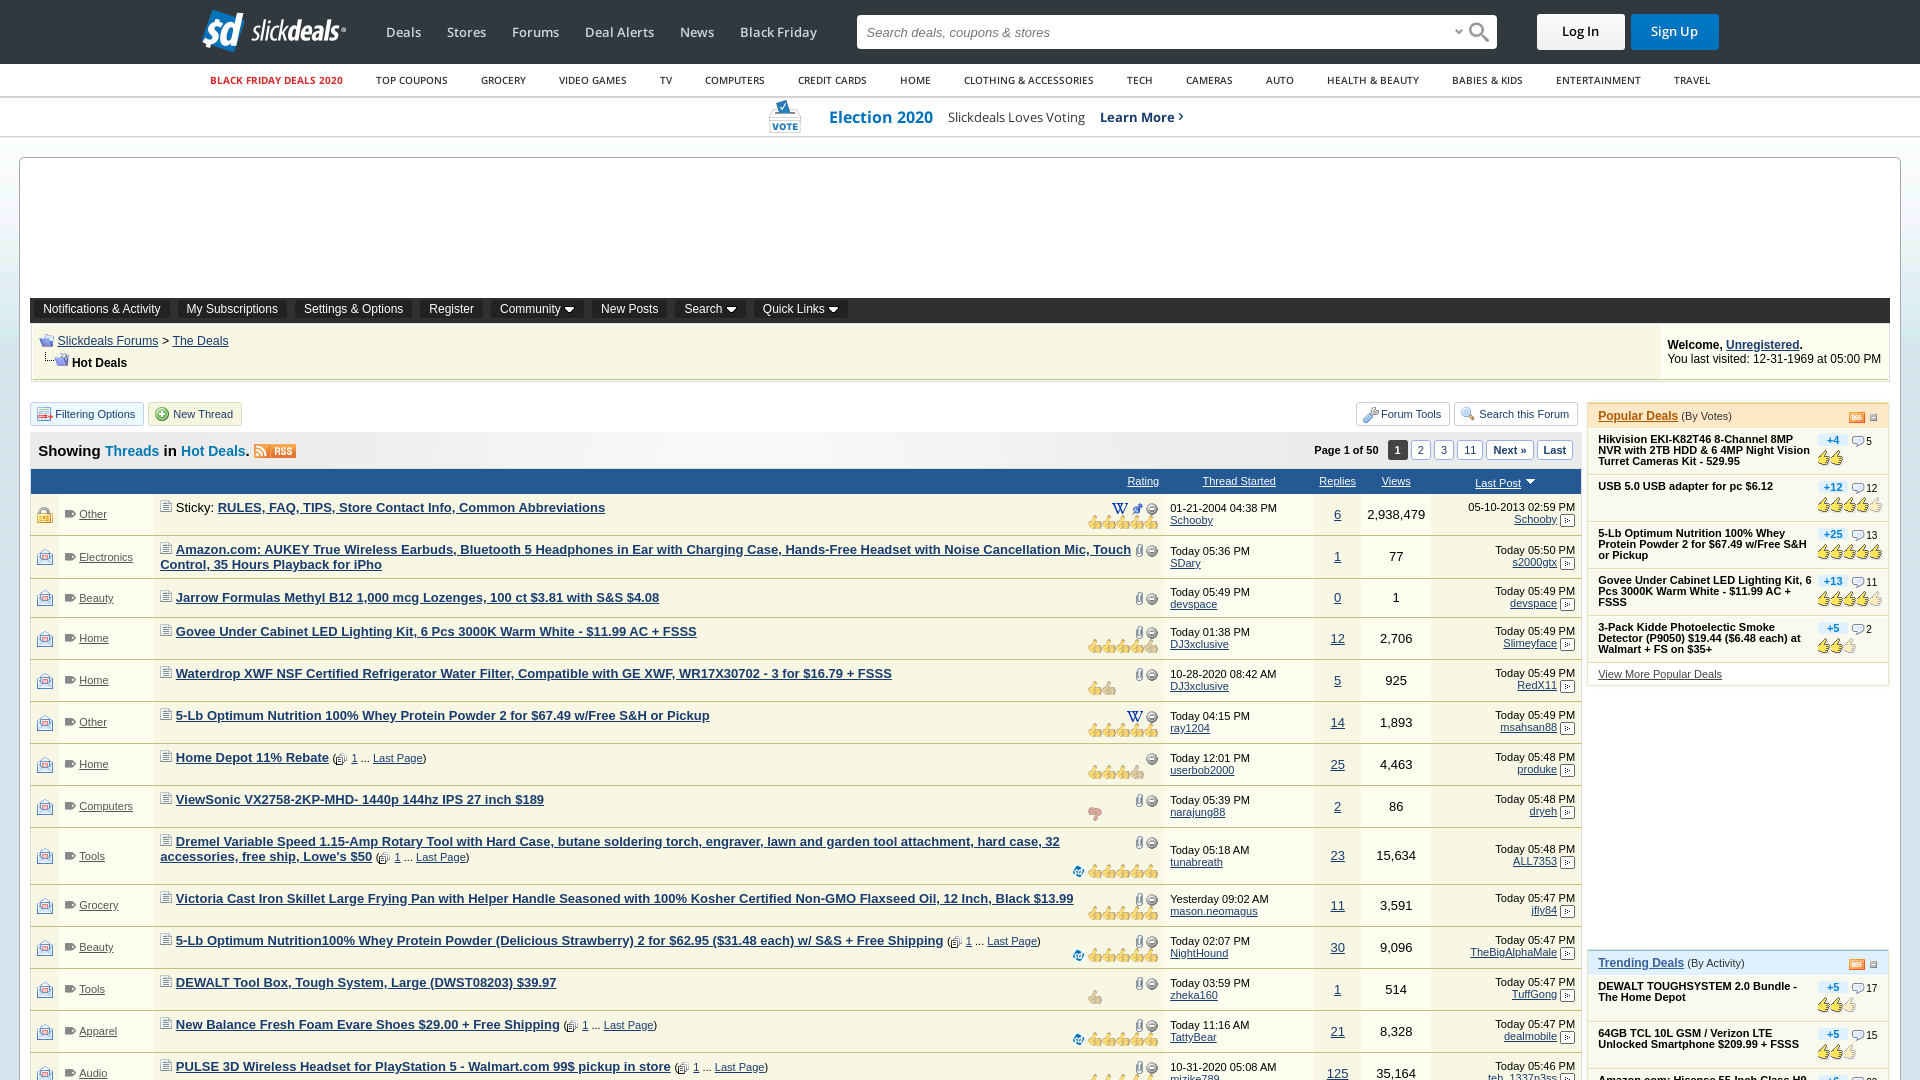 slickdeals
Deals Stores Forums Deal Alerts News Black Friday
Search deals, coupons & stores
Log In
Sign Up
BLACK FRIDAY DEALS 2020 TOP COUPONS GROCERY VIDEO GAMES TV COMPUTERS CREDIT CARDS HOME CLOTHING & ACCESSORIES TECH CAMERAS AUTO HEALTH & BEAUTY BABIES & KIDS ENTERTAINMENT TRAVEL
VOTE Election 2020 Slickdeals Loves Voting Learn More ›
Notifications & Activity My Subscriptions Settings & Options Register Community New Posts Search Quick Links
Slickdeals Forums > The Deals
Hot Deals
Welcome, Unregistered.
You last visited: 12-31-1969 at 05:00 PM
Filtering Options New Thread Forum Tools Search this Forum
Showing Threads in Hot Deals. RSS
Page 1 of 50 1 2 3 11 Next » Last
Rating Thread Started Replies Views Last Post
Other Sticky: RULES, FAQ, TIPS, Store Contact Info, Common Abbreviations
01-21-2004 04:38 PM
Schooby
6 2,938,479
05-10-2013 02:59 PM
Schooby
Electronics
Amazon.com: AUKEY True Wireless Earbuds, Bluetooth 5 Headphones in Ear with Charging Case, Hands-Free Headset with Noise Cancellation Mic, Touch
Control, 35 Hours Playback for iPho
Today 05:36 PM
SDary
1 77
Today 05:50 PM
s2000gtx
Beauty Jarrow Formulas Methyl B12 1,000 mcg Lozenges, 100 ct $3.81 with S&S $4.08
Today 05:49 PM
devspace
0 1
Today 05:49 PM
devspace
Home Govee Under Cabinet LED Lighting Kit, 6 Pcs 3000K Warm White - $11.99 AC + FSSS
Today 01:38 PM
DJ3xclusive
12 2,706
Today 05:49 PM
Slimeyface
Home Waterdrop XWF NSF Certified Refrigerator Water Filter, Compatible with GE XWF, WR17X30702 - 3 for $16.79 + FSSS
10-28-2020 08:42 AM
DJ3xclusive
5 925
Today 05:49 PM
RedX11
Other 5-Lb Optimum Nutrition 100% Whey Protein Powder 2 for $67.49 w/Free S&H or Pickup
Today 04:15 PM
ray1204
14 1,893
Today 05:49 PM
msahsan88
Home Home Depot 11% Rebate ( 1 ... Last Page)
Today 12:01 PM
userbob2000
25 4,463
Today 05:48 PM
produke
Computers ViewSonic VX2758-2KP-MHD- 1440p 144hz IPS 27 inch $189
Today 05:39 PM
narajung88
2 86
Today 05:48 PM
dryeh
Tools
Dremel Variable Speed 1.15-Amp Rotary Tool with Hard Case, butane soldering torch, engraver, lawn and garden tool attachment, hard case, 32
accessories, free ship, Lowe's $50 ( 1 ... Last Page)
Today 05:18 AM
tunabreath
23 15,634
Today 05:48 PM
ALL7353
Grocery Victoria Cast Iron Skillet Large Frying Pan with Helper Handle Seasoned with 100% Kosher Certified Non-GMO Flaxseed Oil, 12 Inch, Black $13.99
Yesterday 09:02 AM
mason.neomagus
11 3,591
Today 05:47 PM
jfly84
Beauty 5-Lb Optimum Nutrition100% Whey Protein Powder (Delicious Strawberry) 2 for $62.95 ($31.48 each) w/ S&S + Free Shipping ( 1 ... Last Page)
Today 02:07 PM
NightHound
30 9,096
Today 05:47 PM
TheBigAlphaMale
Tools DEWALT Tool Box, Tough System, Large (DWST08203) $39.97
Today 03:59 PM
zheka160
1 514
Today 05:47 PM
TuffGong
Apparel New Balance Fresh Foam Evare Shoes $29.00 + Free Shipping ( 1 ... Last Page)
Today 11:16 AM
TattyBear
21 8,328
Today 05:47 PM
dealmobile
Audio PULSE 3D Wireless Headset for PlayStation 5 - Walmart.com 99$ pickup in store ( 1 ... Last Page)
10-31-2020 05:08 AM
mizike789
125 35,164
Today 05:46 PM
teh_1337n3ss
Popular Deals (By Votes)
Hikvision EKI-K82T46 8-Channel 8MP
NVR with 2TB HDD & 6 4MP Night Vision
Turret Cameras Kit - 529.95
+4 5
USB 5.0 USB adapter for pc $6.12
+12 12
5-Lb Optimum Nutrition 100% Whey
Protein Powder 2 for $67.49 w/Free S&H
or Pickup
+25 13
Govee Under Cabinet LED Lighting Kit, 6
Pcs 3000K Warm White - $11.99 AC +
FSSS
+13 11
3-Pack Kidde Photoelectic Smoke
Detector (P9050) $19.44 ($6.48 each) at
Walmart + FS on $35+
+5 2
View More Popular Deals
Trending Deals (By Activity)
DEWALT TOUGHSYSTEM 2.0 Bundle -
The Home Depot
+5 17
64GB TCL 10L GSM / Verizon LTE
Unlocked Smartphone $209.99 + FSSS
+5 15
Amazon.com: Hisense 55-Inch Class H9